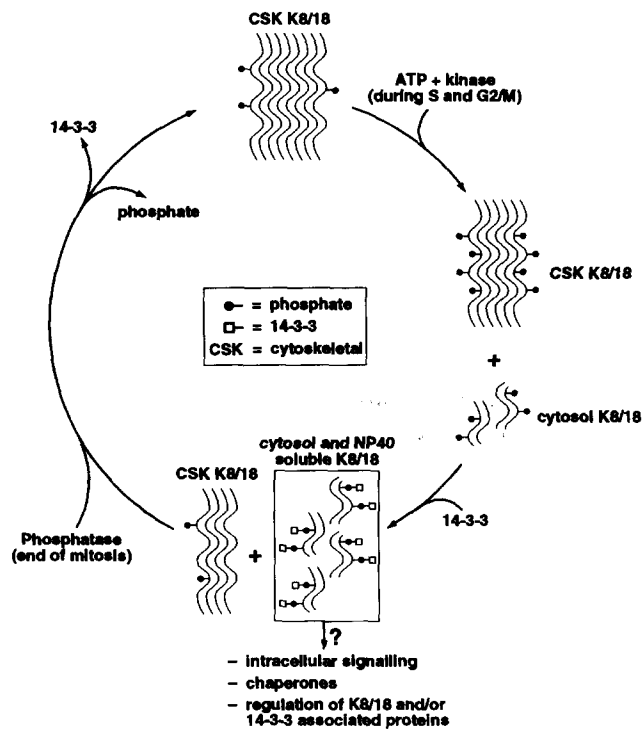 CSK K8/18
ATP + kinase
(during S and G2/M)
14-3-3
phosphate
CSK K8/18
= phosphate
= 14-3-3
CSK = cytoskeletal
+
cytosol K8/18
cytosol and NP40
soluble K8/18
CSK K8/18
14-3-3
+
Phosphatase
(end of mitosis)
?
– intracellular signalling
– chaperones
– regulation of K8/18 and/or
14-3-3 associated proteins